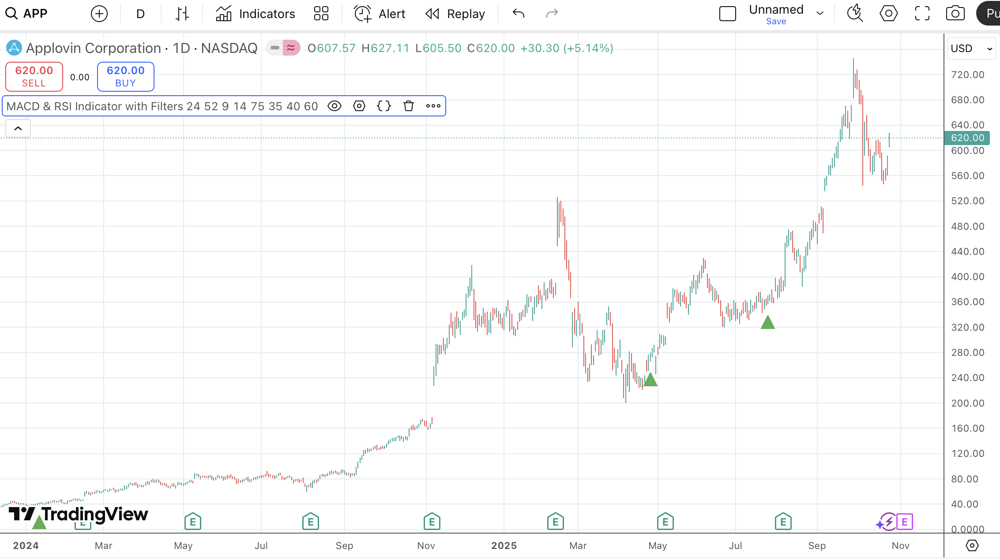 APP
D
Indicators
Alert
Replay
Unnamed
Save
Pu
Applovin Corporation · 1D · NASDAQ
O607.57 H627.11 L605.50 C620.00 +30.30 (+5.14%)
USD
620.00
SELL
0.00
620.00
BUY
MACD & RSI Indicator with Filters 24 52 9 14 75 35 40 60
720.00
680.00
640.00
620.00
600.00
560.00
520.00
480.00
440.00
400.00
360.00
320.00
280.00
240.00
200.00
160.00
120.00
80.00
40.00
0.0000
TradingView
E
E
E
E
E
E
E
E
2024
Mar
May
Jul
Sep
Nov
2025
Mar
May
Jul
Sep
Nov